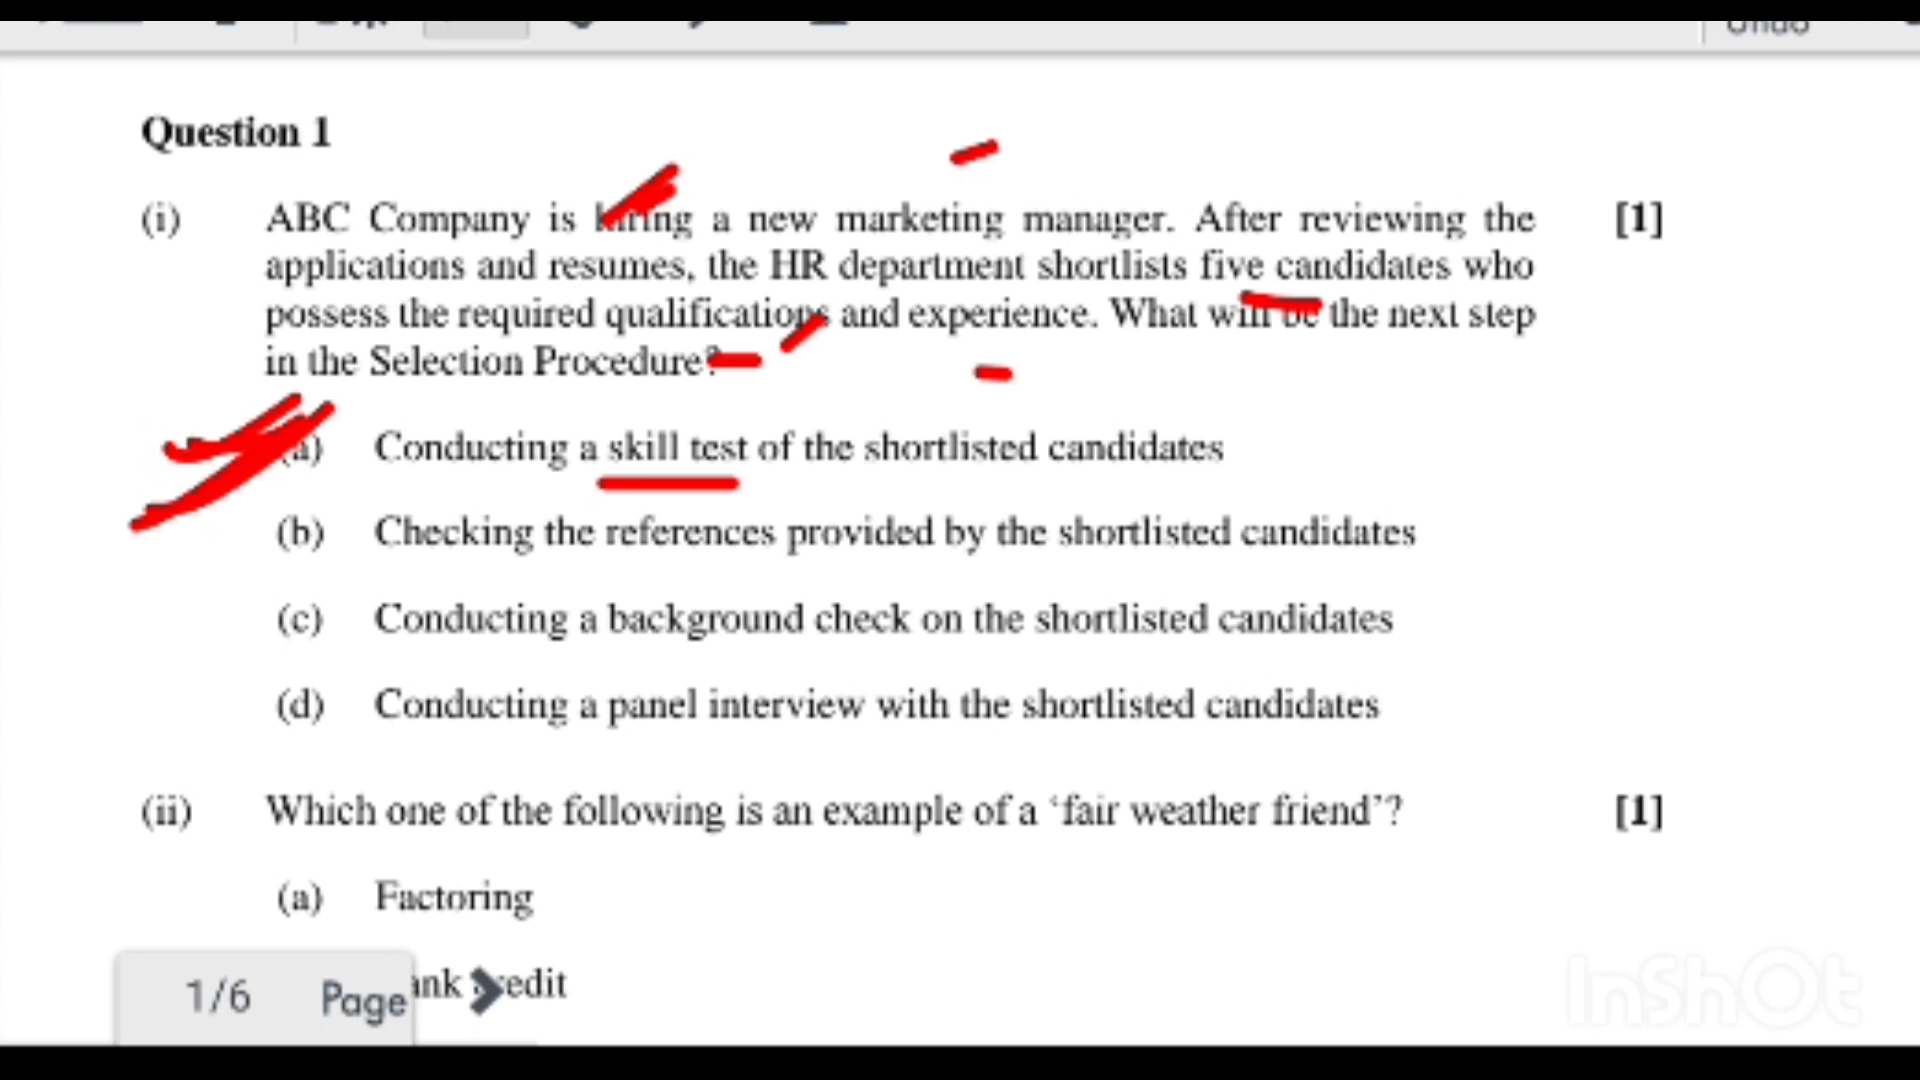 Undo
Question 1
(i) ABC Company is hiring a new marketing manager. After reviewing the [1]
applications and resumes, the HR department shortlists five candidates who
possess the required qualifications and experience. What will be the next step
in the Selection Procedure?
(a) Conducting a skill test of the shortlisted candidates
(b) Checking the references provided by the shortlisted candidates
(c) Conducting a background check on the shortlisted candidates
(d) Conducting a panel interview with the shortlisted candidates
(ii) Which one of the following is an example of a ‘fair weather friend’? [1]
(a) Factoring
ank redit
1/6 Page
InShOt